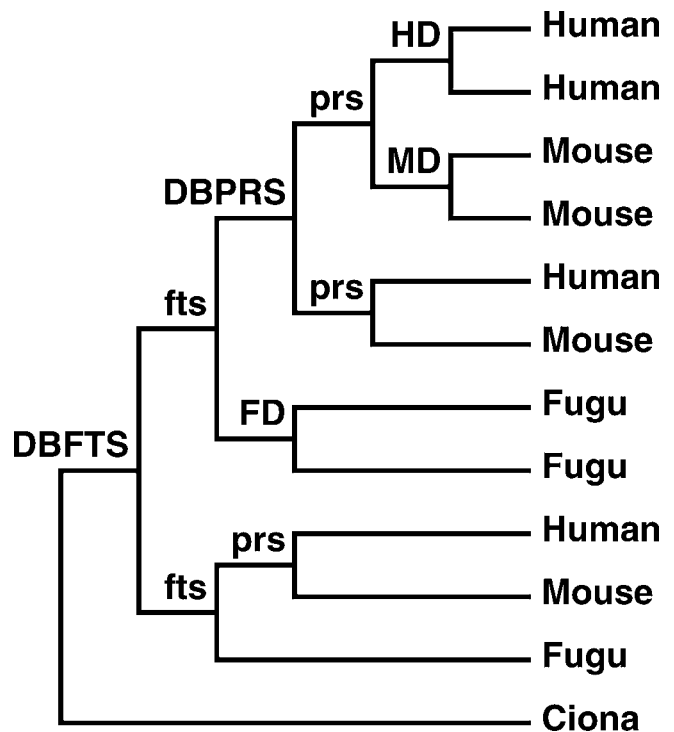 HD
Human
Human
prs
MD
Mouse
Mouse
DBPRS
prs
Human
Mouse
fts
FD
Fugu
Fugu
DBFTS
prs
Human
fts
Mouse
Fugu
Ciona